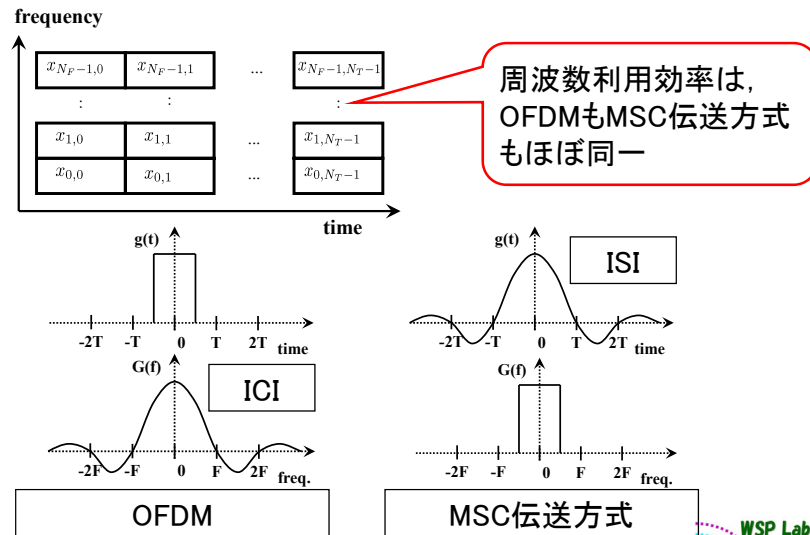 frequency
x_{N_F-1,0} x_{N_F-1,1} ... x_{N_F-1,N_T-1}
: : :
x_{1,0} x_{1,1} ... x_{1,N_T-1}
x_{0,0} x_{0,1} ... x_{0,N_T-1}
time
周波数利用効率は,
OFDMもMSC伝送方式
もほぼ同一
g(t)
-2T -T 0 T 2T time
G(f)
ICI
-2F -F 0 F 2F freq.
OFDM
g(t)
ISI
-2T -T 0 T 2T time
G(f)
-2F -F 0 F 2F freq.
MSC伝送方式
WSP Lab